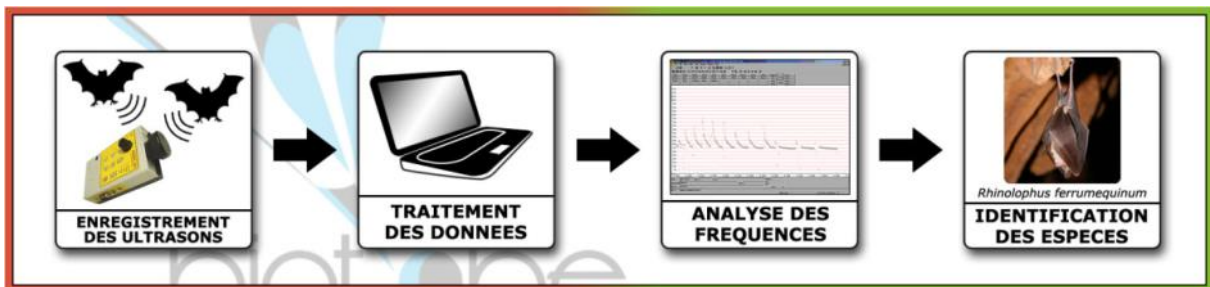 ENREGISTREMENT
DES ULTRASONS
TRAITEMENT
DES DONNEES
ANALYSE DES
FREQUENCES
Rhinolophus ferrumequinum
IDENTIFICATION
DES ESPECES